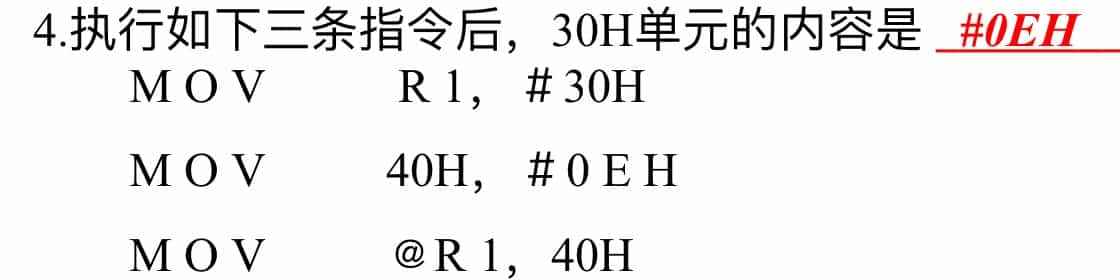 4.执行如下三条指令后，30H单元的内容是 #0EH
M O V R 1， ＃30H
M O V 40H， ＃0 E H
M O V @R 1，40H